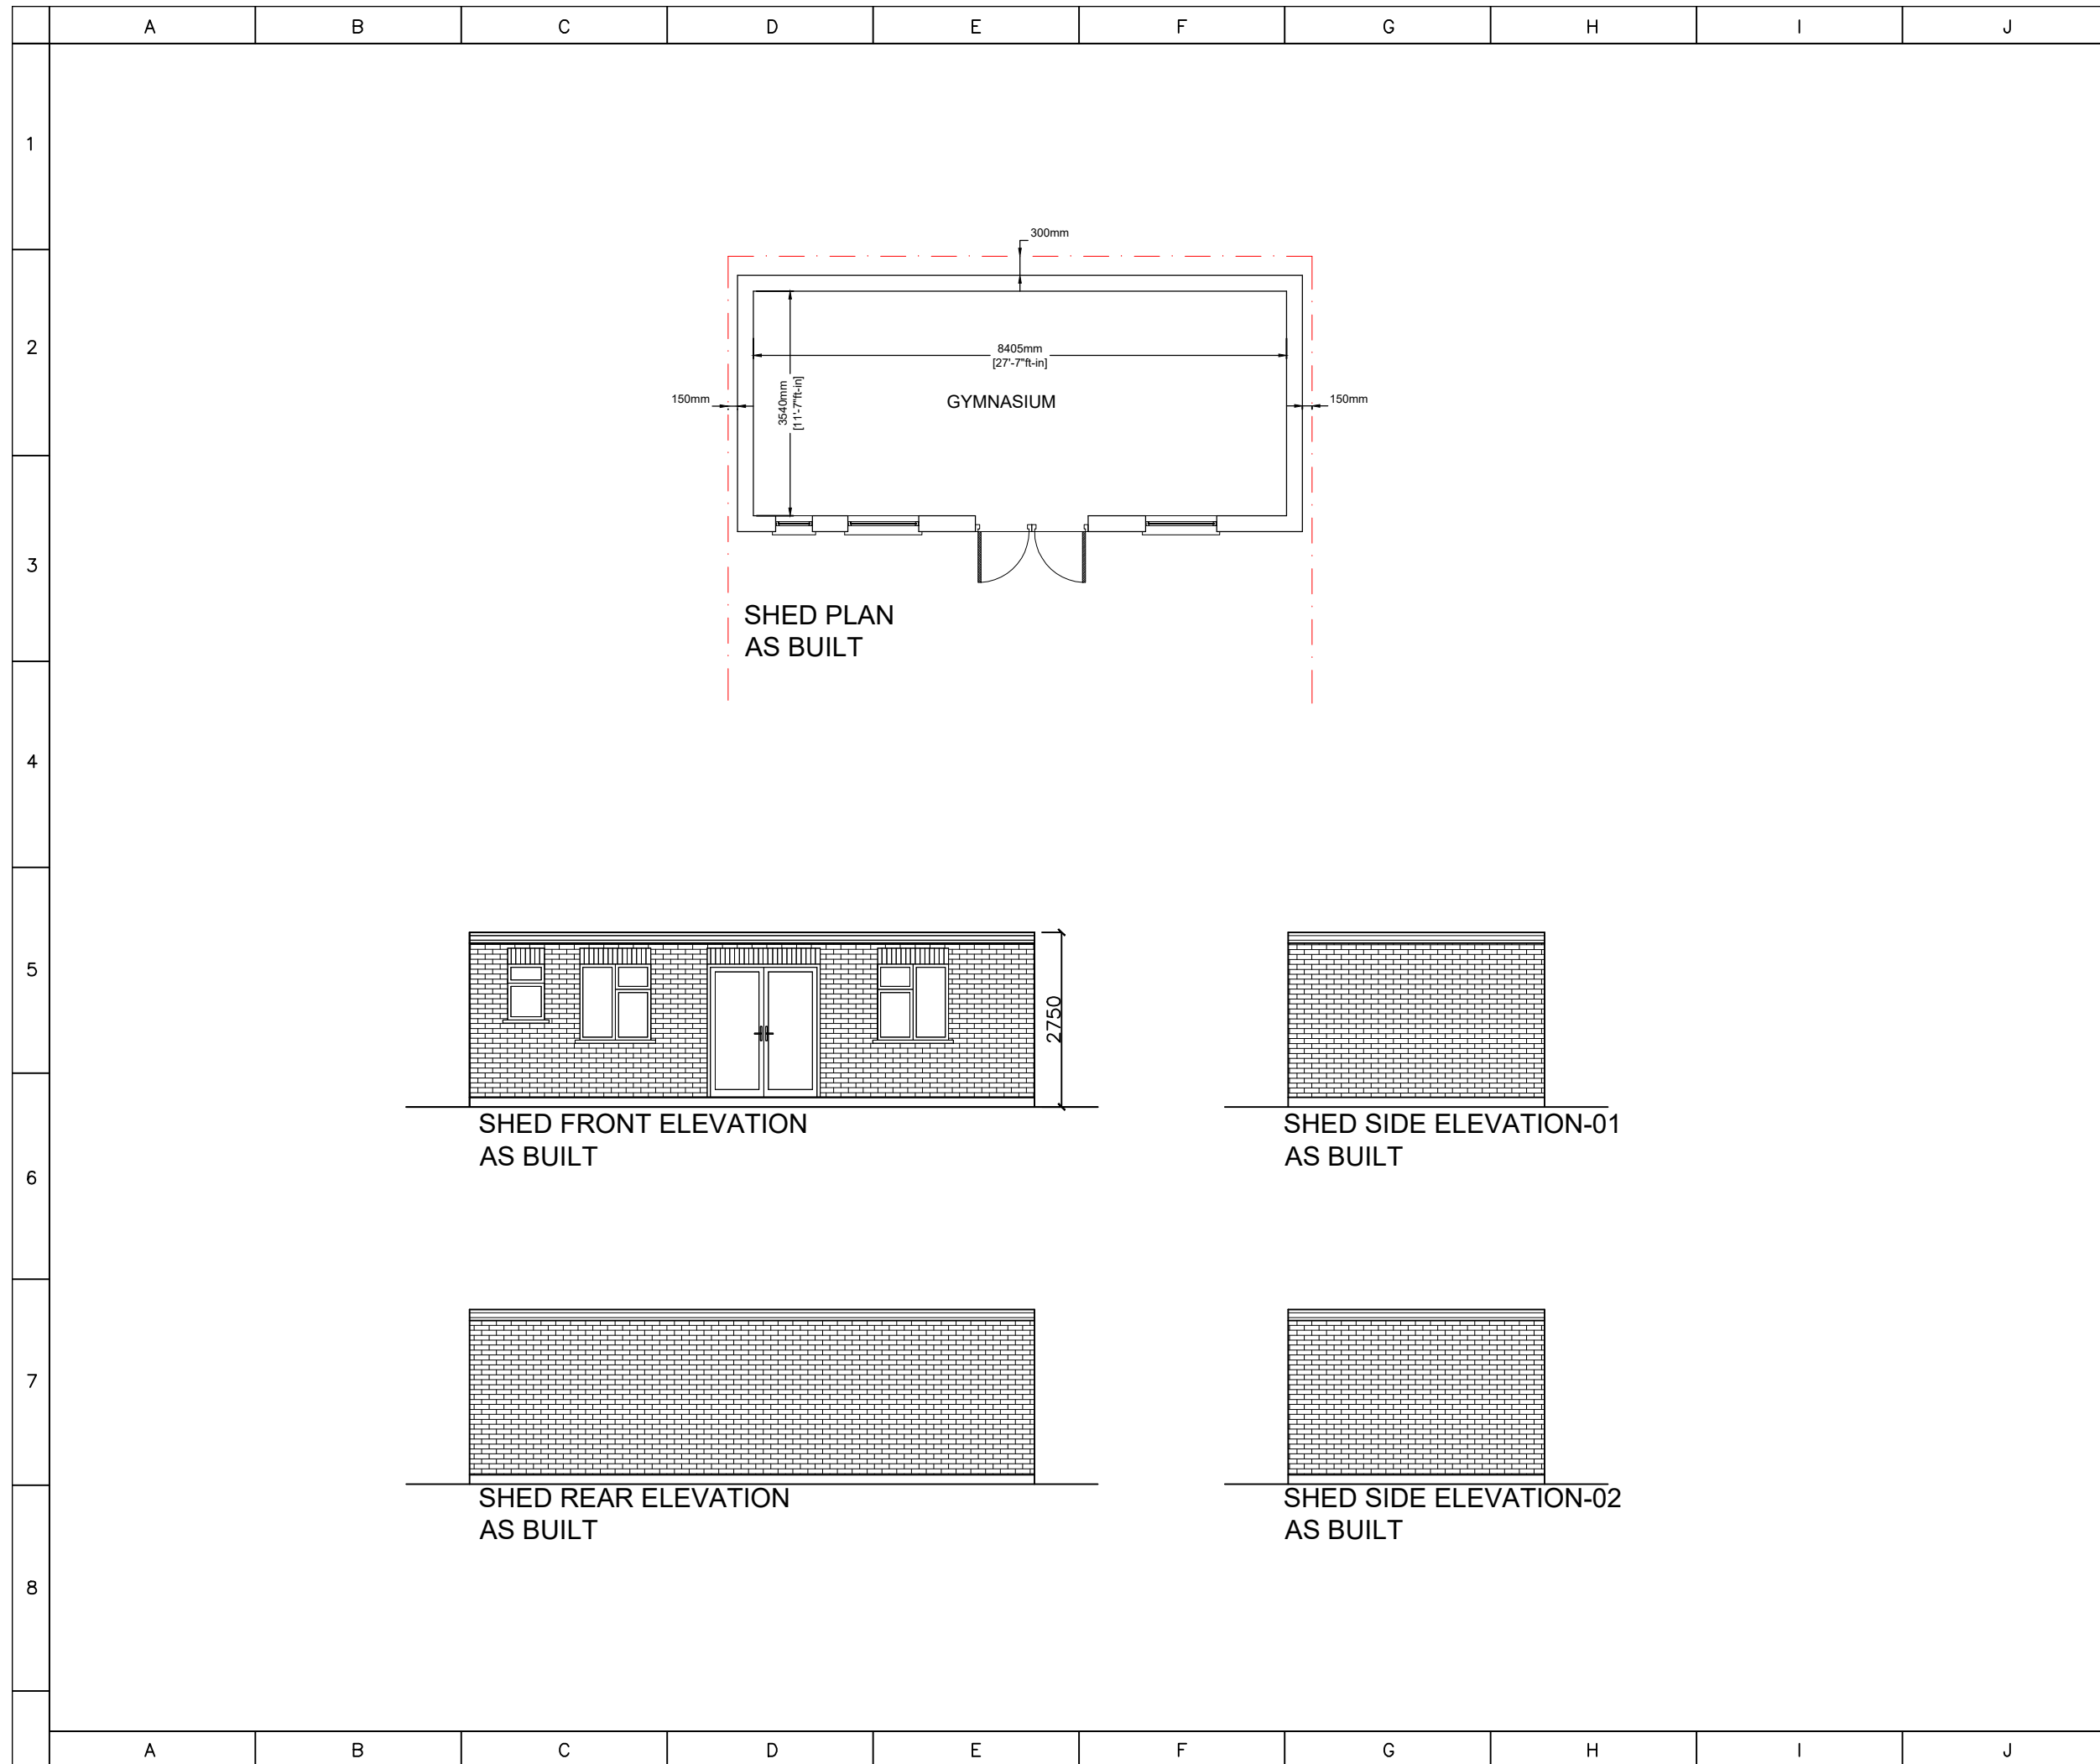 A B C D E F G H I J
1
300mm
2
8405mm
[27'-7"ft-in]
3540mm
[11'-7"ft-in]
150mm
GYMNASIUM
150mm
3
SHED PLAN
AS BUILT
4
5
2750
SHED FRONT ELEVATION
AS BUILT
SHED SIDE ELEVATION-01
AS BUILT
6
7
SHED REAR ELEVATION
AS BUILT
SHED SIDE ELEVATION-02
AS BUILT
8
A B C D E F G H I J